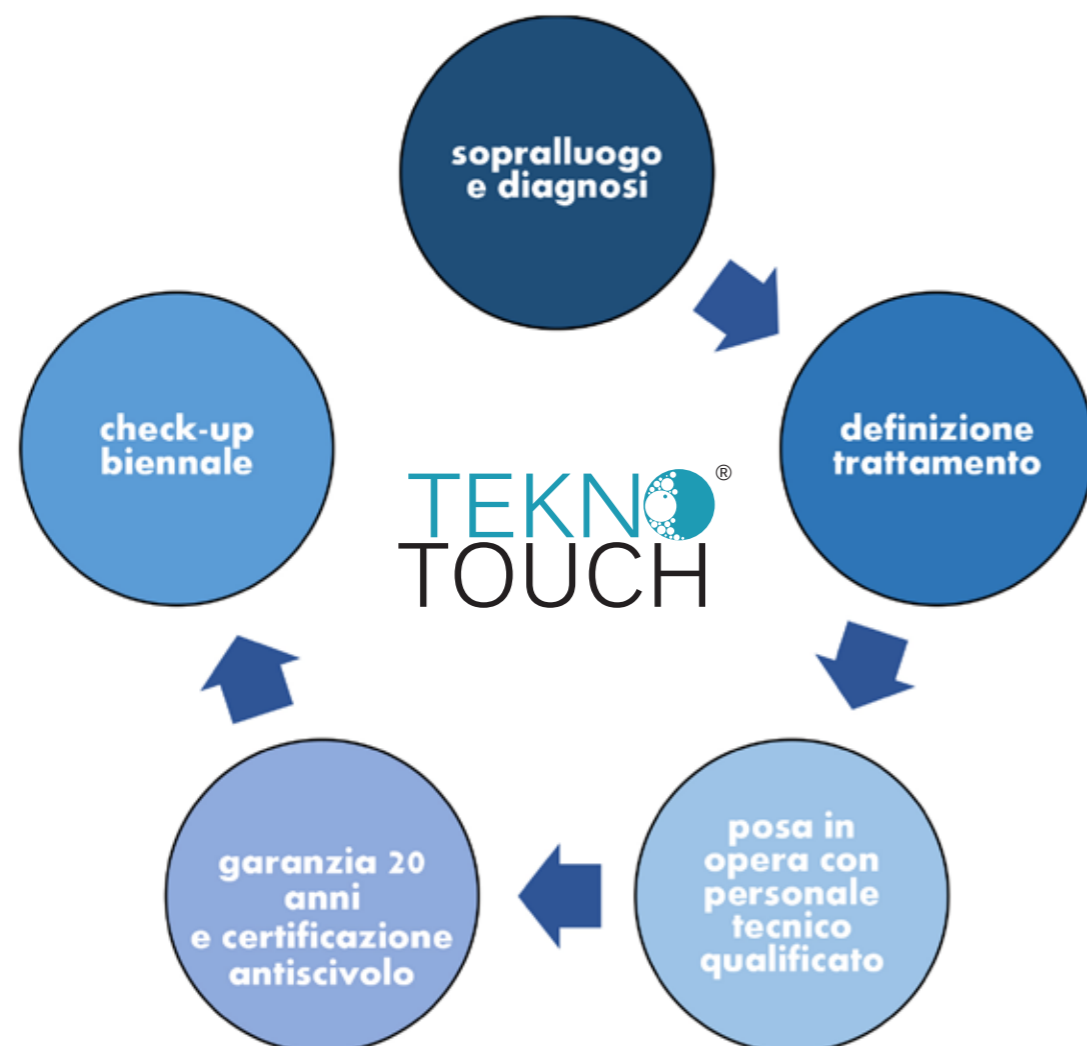 sopralluogo
e diagnosi
definizione
trattamento
posa in
opera con
personale
tecnico
qualificato
garanzia 20
anni
e certificazione
antiscivolo
check-up
biennale
TEKNO®
TOUCH